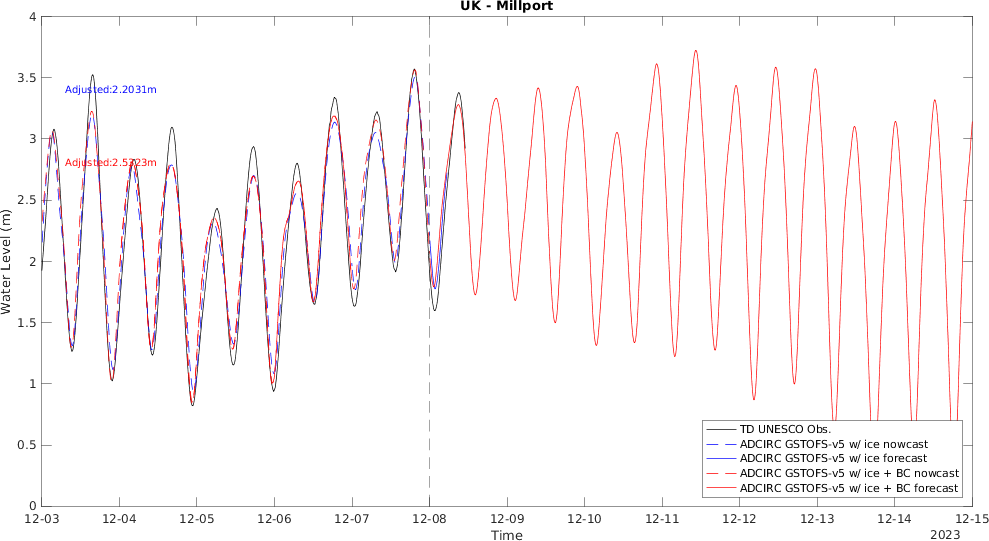 UK - Millport
Water Level (m)
4
3.5
3
2.5
2
1.5
1
0.5
0
Adjusted:2.2031m
Adjusted:2.5323m
TD UNESCO Obs.
ADCIRC GSTOFS-v5 w/ ice nowcast
ADCIRC GSTOFS-v5 w/ ice forecast
ADCIRC GSTOFS-v5 w/ ice + BC nowcast
ADCIRC GSTOFS-v5 w/ ice + BC forecast
12-03 12-04 12-05 12-06 12-07 12-08 12-09 12-10 12-11 12-12 12-13 12-14 12-15
Time
2023